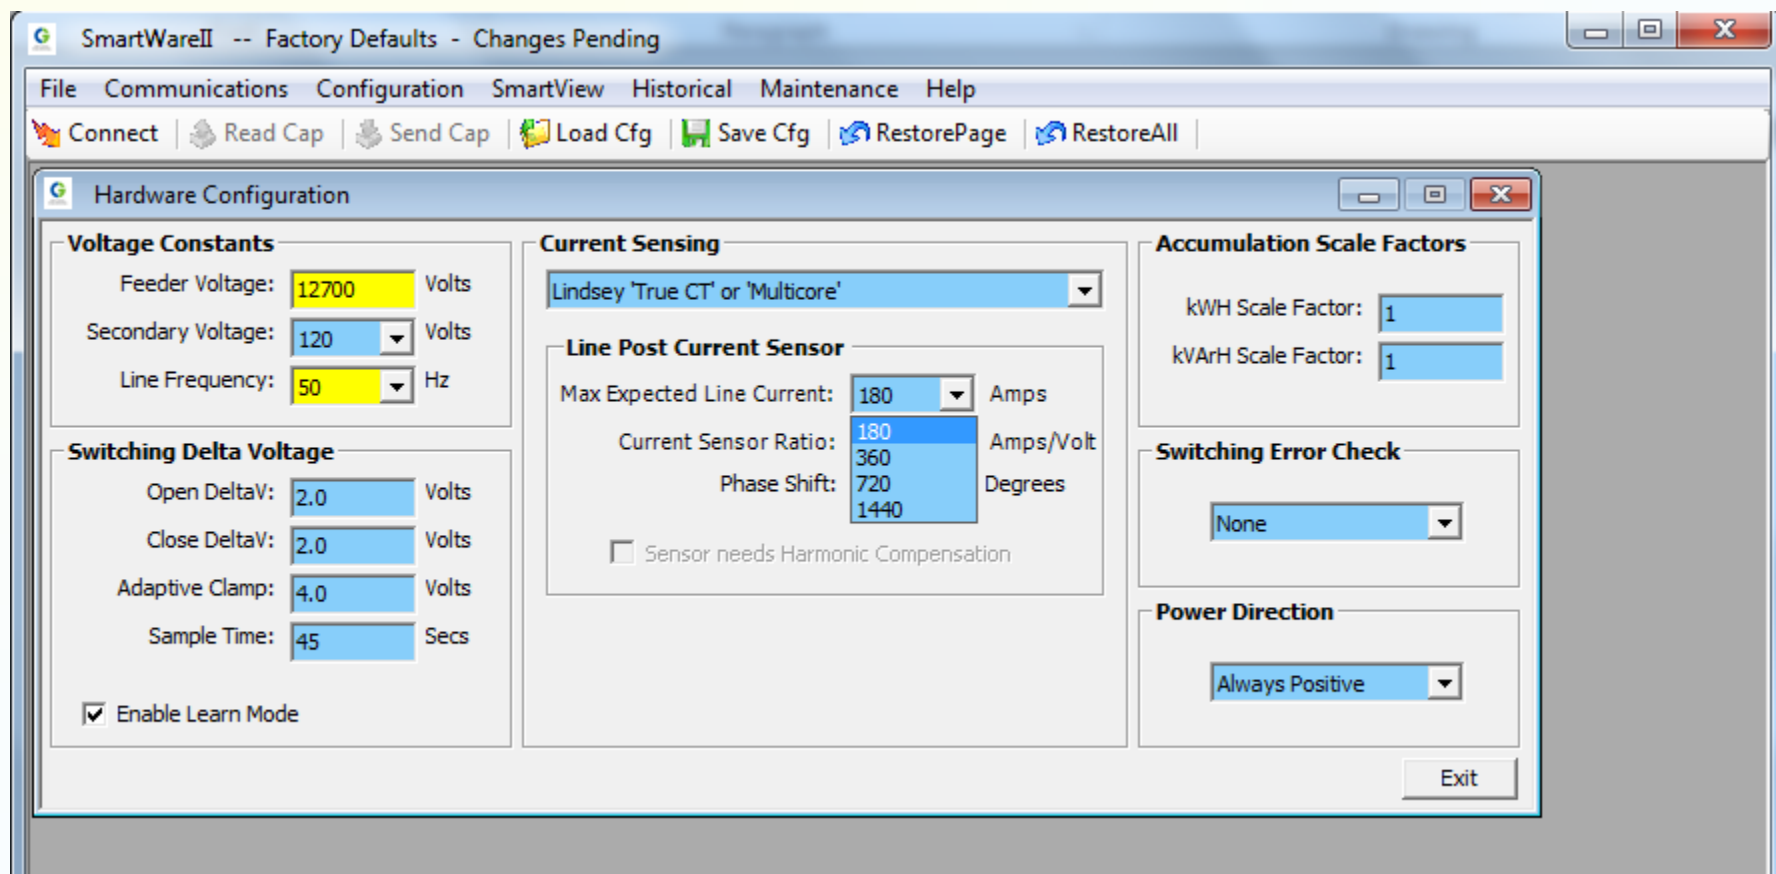 SmartWareII -- Factory Defaults - Changes Pending
File Communications Configuration SmartView Historical Maintenance Help
Connect Read Cap Send Cap Load Cfg Save Cfg RestorePage RestoreAll
Hardware Configuration
Voltage Constants
Feeder Voltage: 12700 Volts
Secondary Voltage: 120 Volts
Line Frequency: 50 Hz
Switching Delta Voltage
Open DeltaV: 2.0 Volts
Close DeltaV: 2.0 Volts
Adaptive Clamp: 4.0 Volts
Sample Time: 45 Secs
Enable Learn Mode
Current Sensing
Lindsey 'True CT' or 'Multicore'
Line Post Current Sensor
Max Expected Line Current: 180 Amps
180
Current Sensor Ratio: Amps/Volt
360
Phase Shift: 720 Degrees
1440
Sensor needs Harmonic Compensation
Accumulation Scale Factors
kWH Scale Factor: 1
kVArH Scale Factor: 1
Switching Error Check
None
Power Direction
Always Positive
Exit